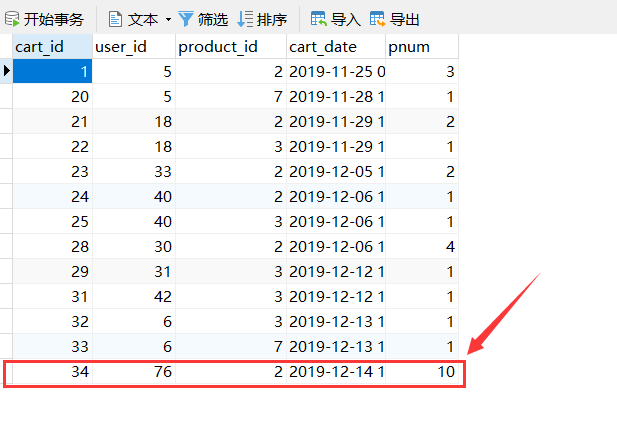 开始事务 文本 筛选 排序 导入 导出
cart_id user_id product_id cart_date pnum
1 5 2 2019-11-25 0 3
20 5 7 2019-11-28 1 1
21 18 2 2019-11-29 1 2
22 18 3 2019-11-29 1 1
23 33 2 2019-12-05 1 2
24 40 2 2019-12-06 1 1
25 40 3 2019-12-06 1 1
28 30 2 2019-12-06 1 4
29 31 3 2019-12-12 1 1
31 42 3 2019-12-12 1 1
32 6 3 2019-12-13 1 1
33 6 7 2019-12-13 1 1
34 76 2 2019-12-14 1 10